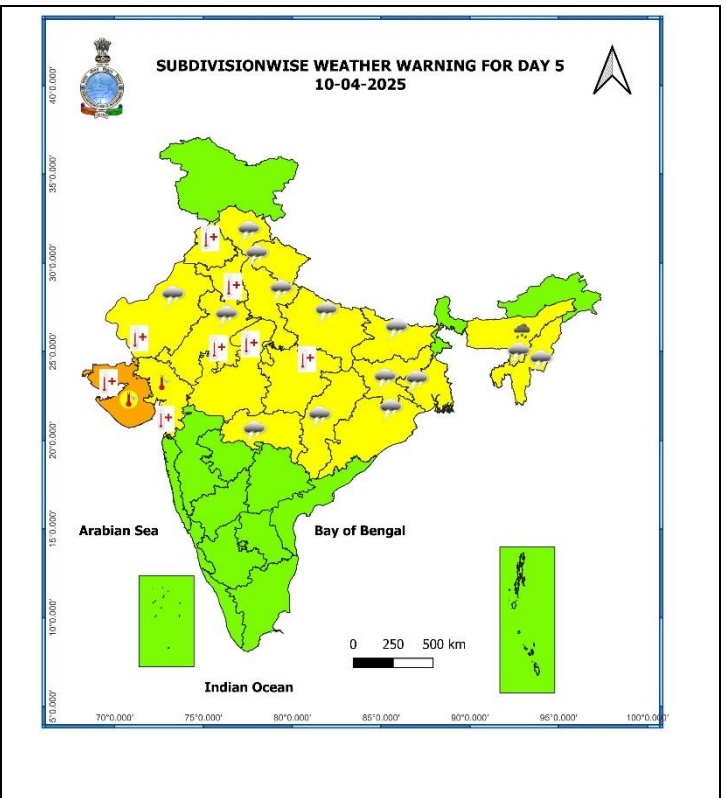 SUBDIVISIONWISE WEATHER WARNING FOR DAY 5
10-04-2025
40°0.000'
35°0.000'
30°0.000'
25°0.000'
20°0.000'
15°0.000'
10°0.000'
5°0.000'
Arabian Sea
Bay of Bengal
0 250 500 km
Indian Ocean
70°0.000' 75°0.000' 80°0.000' 85°0.000' 90°0.000' 95°0.000' 100°0.000'